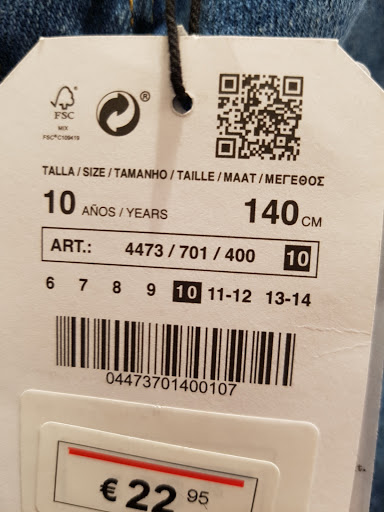 FSC
MIX
FSC® C109419
®
TALLA / SIZE / TAMANHO / TAILLE / MAAT / ΜΕΓΕΘΟΣ
10 AÑOS / YEARS 140 CM
ART.: 4473 / 701 / 400 10
6 7 8 9 10 11-12 13-14
04473701400107
€ 22 95